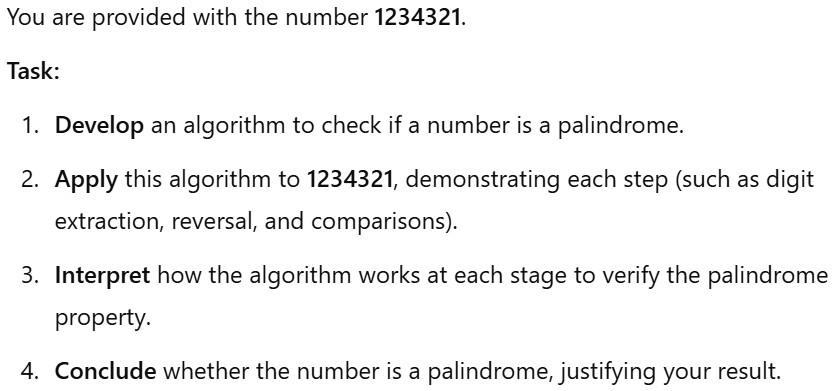 You are provided with the number 1234321.
Task:
1. Develop an algorithm to check if a number is a palindrome.
2. Apply this algorithm to 1234321, demonstrating each step (such as digit
extraction, reversal, and comparisons).
3. Interpret how the algorithm works at each stage to verify the palindrome
property.
4. Conclude whether the number is a palindrome, justifying your result.